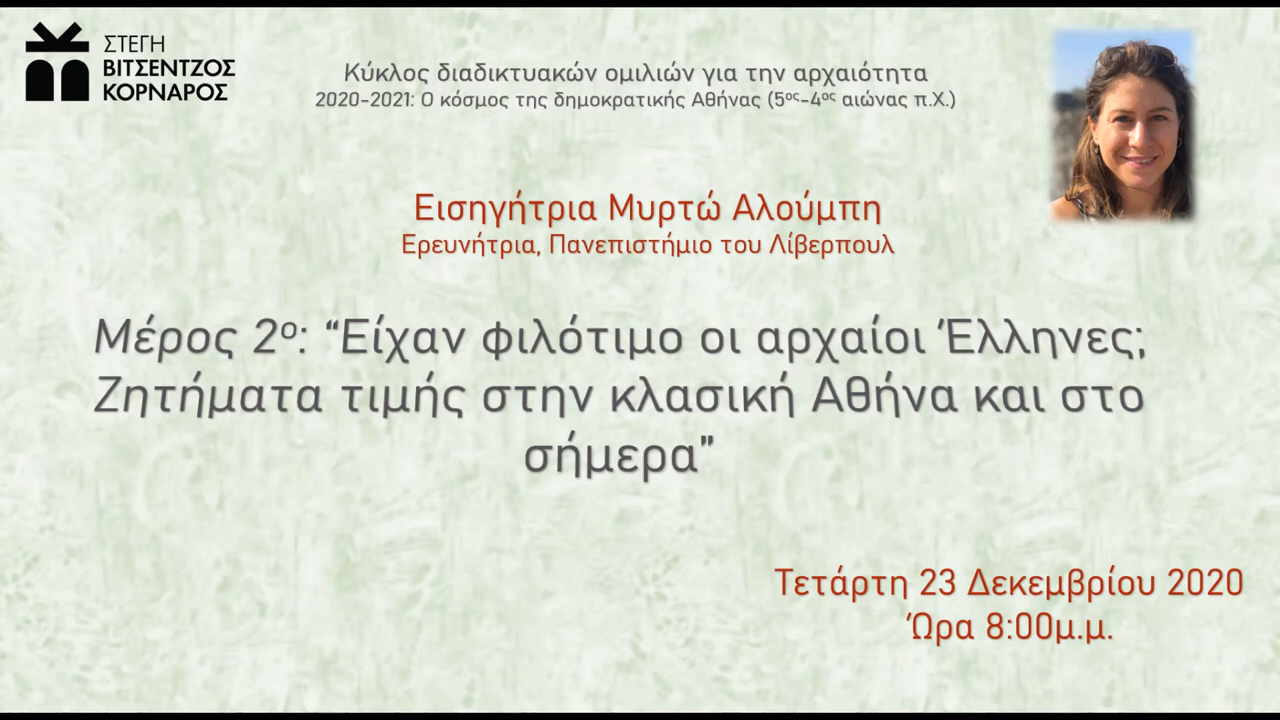 ΣΤΕΓΗ
ΒΙΤΣΕΝΤΖΟΣ
ΚΟΡΝΑΡΟΣ
Κύκλος διαδικτυακών ομιλιών για την αρχαιότητα
2020-2021: Ο κόσμος της δημοκρατικής Αθήνας (5ος-4ος αιώνας π.Χ.)
Εισηγήτρια Μυρτώ Αλούμπη
Ερευνήτρια, Πανεπιστήμιο του Λίβερπουλ
Μέρος 2ο: “Είχαν φιλότιμο οι αρχαίοι Έλληνες;
Ζητήματα τιμής στην κλασική Αθήνα και στο
σήμερα”
Τετάρτη 23 Δεκεμβρίου 2020
Ώρα 8:00μ.μ.